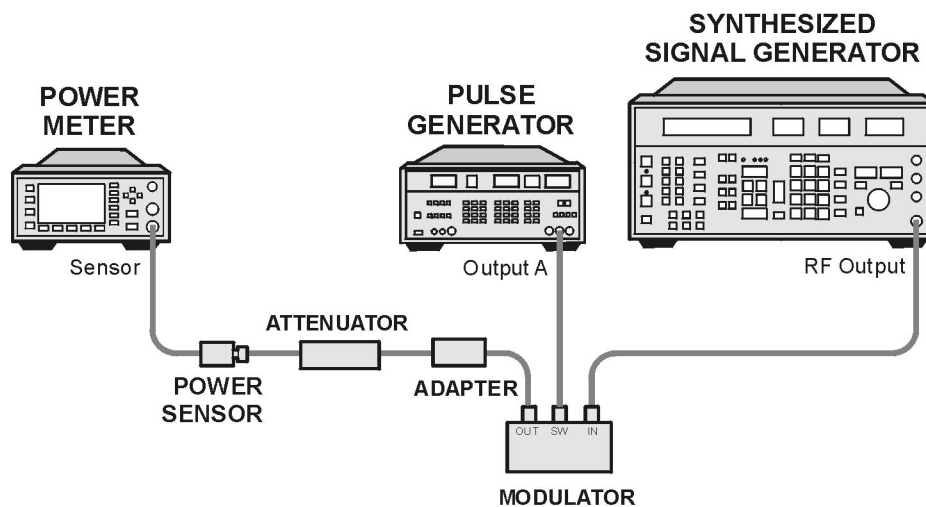 SYNTHESIZED
SIGNAL GENERATOR
POWER
METER
PULSE
GENERATOR
Sensor
Output A
RF Output
ATTENUATOR
POWER
SENSOR
ADAPTER
OUT SW IN
MODULATOR